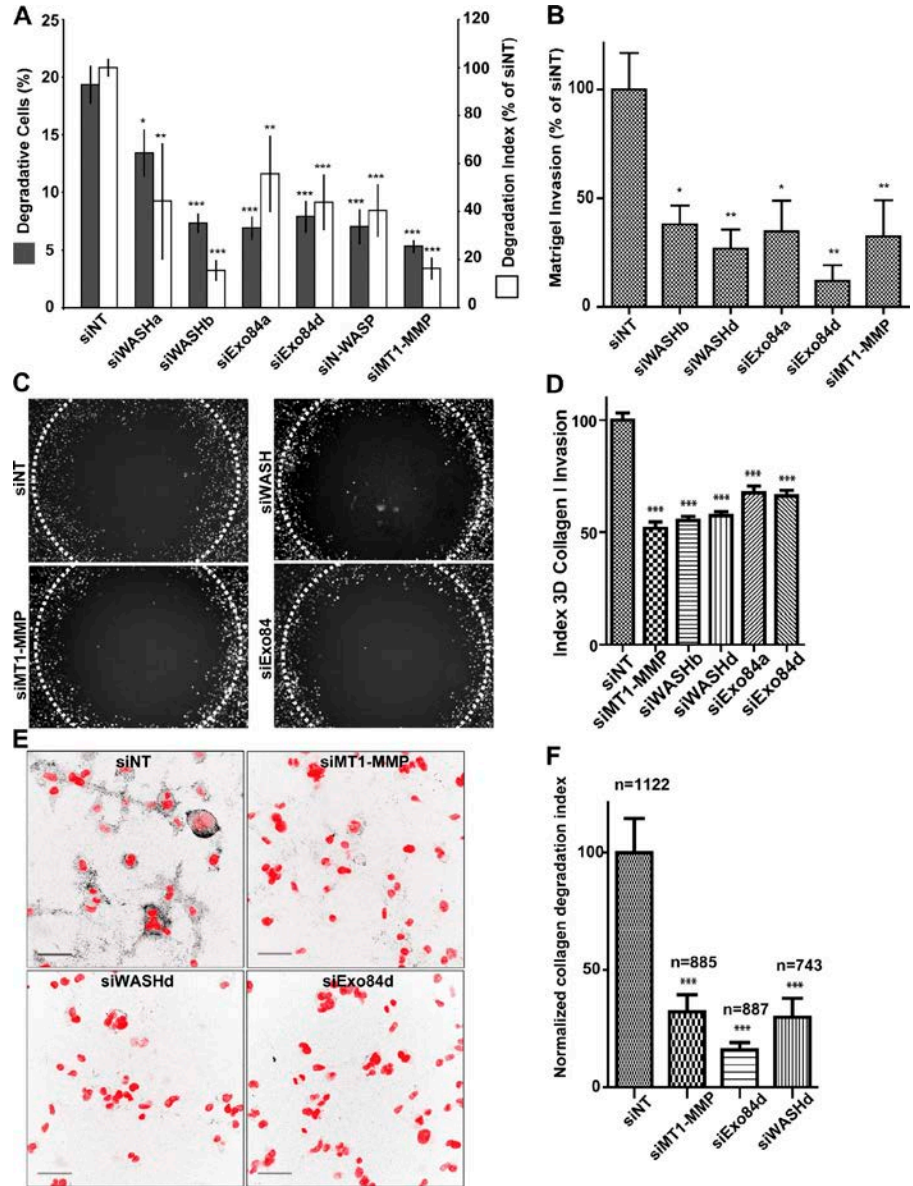 A
Degradative Cells (%)
25
20
15
10
5
0
120
100
80
60
40
20
0
Degradation Index (% of siNT)
*
**
***
***
***
**
***
***
***
***
***
***
siNT
siWASHa
siWASHb
siExo84a
siExo84d
siN-WASP
siMT1-MMP
B
Matrigel Invasion (% of siNT)
100
50
0
*
**
*
**
**
siNT
siWASHb
siWASHd
siExo84a
siExo84d
siMT1-MMP
C
siNT
siWASH
siMT1-MMP
siExo84
D
Index 3D Collagen I Invasion
100
50
0
***
***
***
***
***
siNT
siMT1-MMP
siWASHb
siWASHd
siExo84a
siExo84d
E
siNT
siMT1-MMP
siWASHd
siExo84d
F
Normalized collagen degradation index
100
50
0
n=1122
n=885
***
n=887
***
n=743
***
siNT
siMT1-MMP
siExo84d
siWASHd